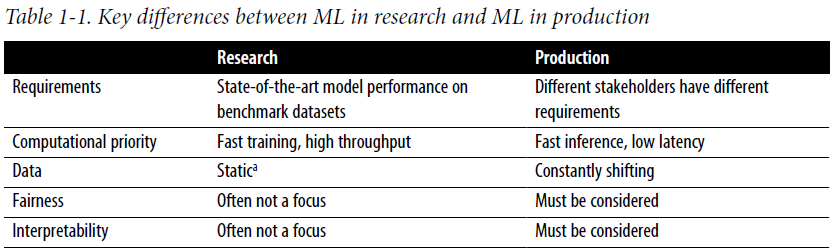 Table 1-1. Key differences between ML in research and ML in production
Research Production
Requirements State-of-the-art model performance on Different stakeholders have different
benchmark datasets requirements
Computational priority Fast training, high throughput Fast inference, low latency
Data Staticᵃ Constantly shifting
Fairness Often not a focus Must be considered
Interpretability Often not a focus Must be considered